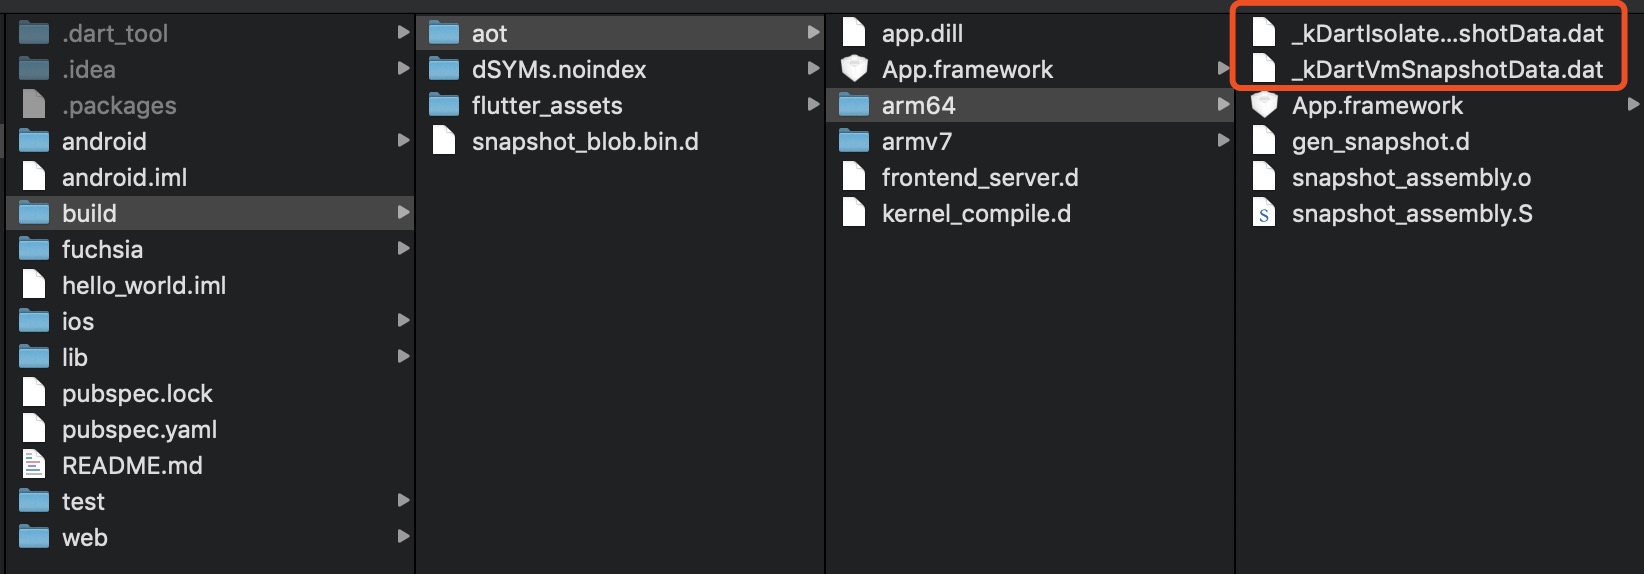 .dart_tool
.idea
.packages
android
android.iml
build
fuchsia
hello_world.iml
ios
lib
pubspec.lock
pubspec.yaml
README.md
test
web
aot
dSYMs.noindex
flutter_assets
snapshot_blob.bin.d
app.dill
App.framework
arm64
armv7
frontend_server.d
kernel_compile.d
_kDartIsolate...shotData.dat
_kDartVmSnapshotData.dat
App.framework
gen_snapshot.d
snapshot_assembly.o
S snapshot_assembly.S